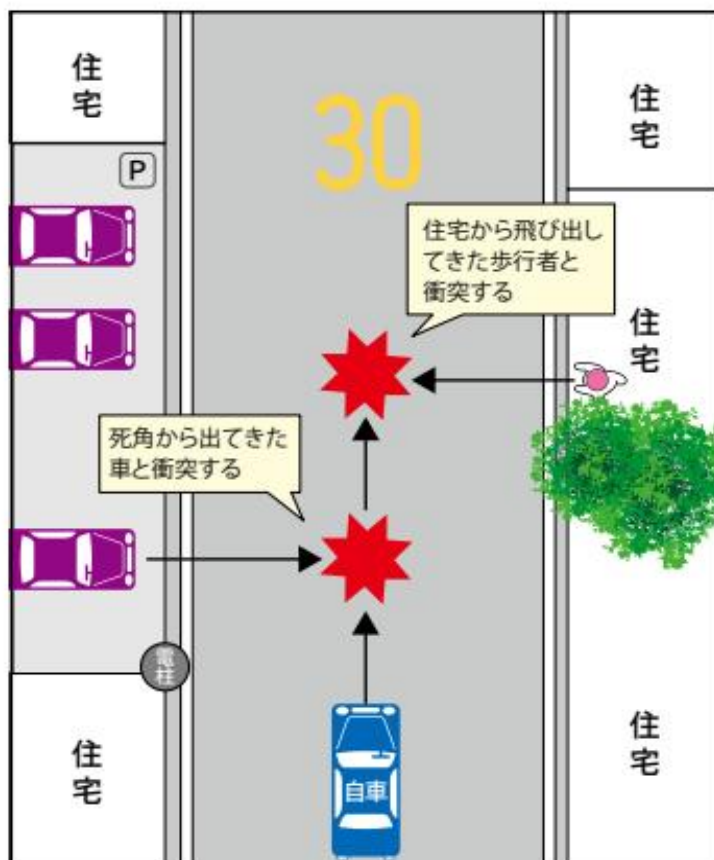 住宅
住宅
P
30
住宅から飛び出し
てきた歩行者と
衝突する
住宅
死角から出てきた
車と衝突する
電柱
住宅
自車
住宅